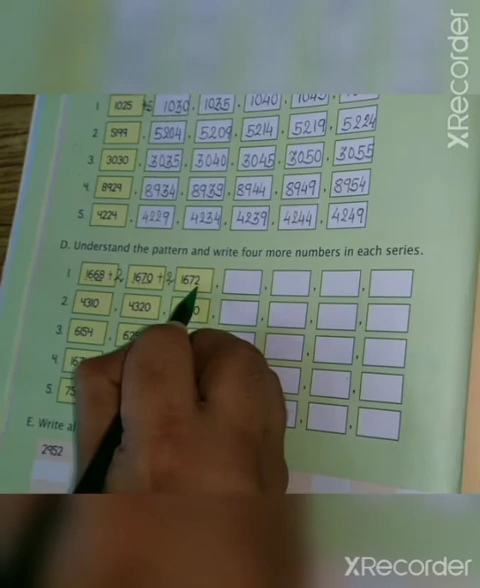 XRecorder
1. 1025 +5 1030, 1035, 1040,
2. 5199, 5204, 5209, 5214, 5219, 5224
3. 3030, 3035, 3040, 3045, 3050, 3055
4. 8929, 8934, 8939, 8944, 8949, 8954
5. 4224, 4229, 4234, 4239, 4244, 4249
D. Understand the pattern and write four more numbers in each series.
1. 1668 +2, 1670 +2, 1672,
2. 4310, 4320,
3. 6154,
4.
5.
E. Write
2952
XRecorder